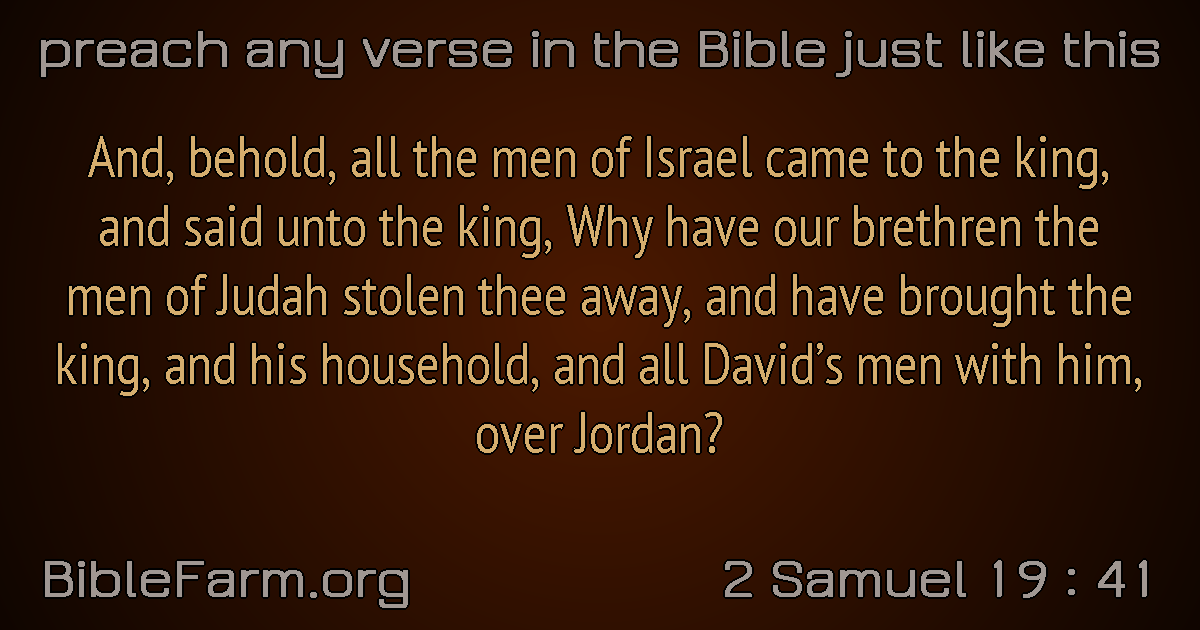 preach any verse in the Bible just like this
And, behold, all the men of Israel came to the king,
and said unto the king, Why have our brethren the
men of Judah stolen thee away, and have brought the
king, and his household, and all David’s men with him,
over Jordan?
BibleFarm.org
2 Samuel 19 : 41